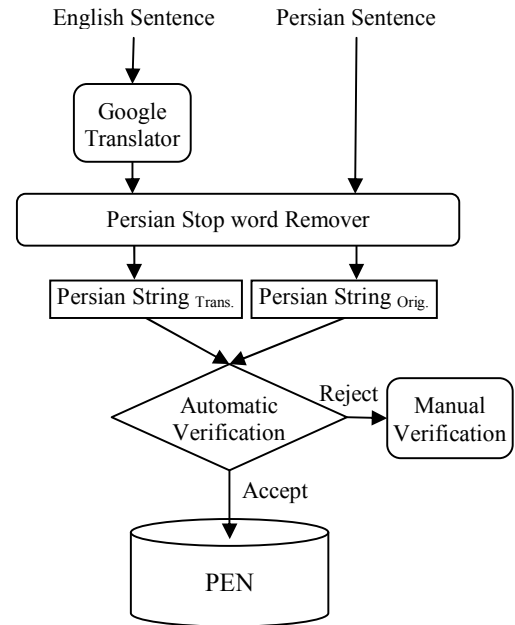 English Sentence
Persian Sentence
Google
Translator
Persian Stop word Remover
Persian String Trans.
Persian String Orig.
Automatic
Verification
Reject
Manual
Verification
Accept
PEN